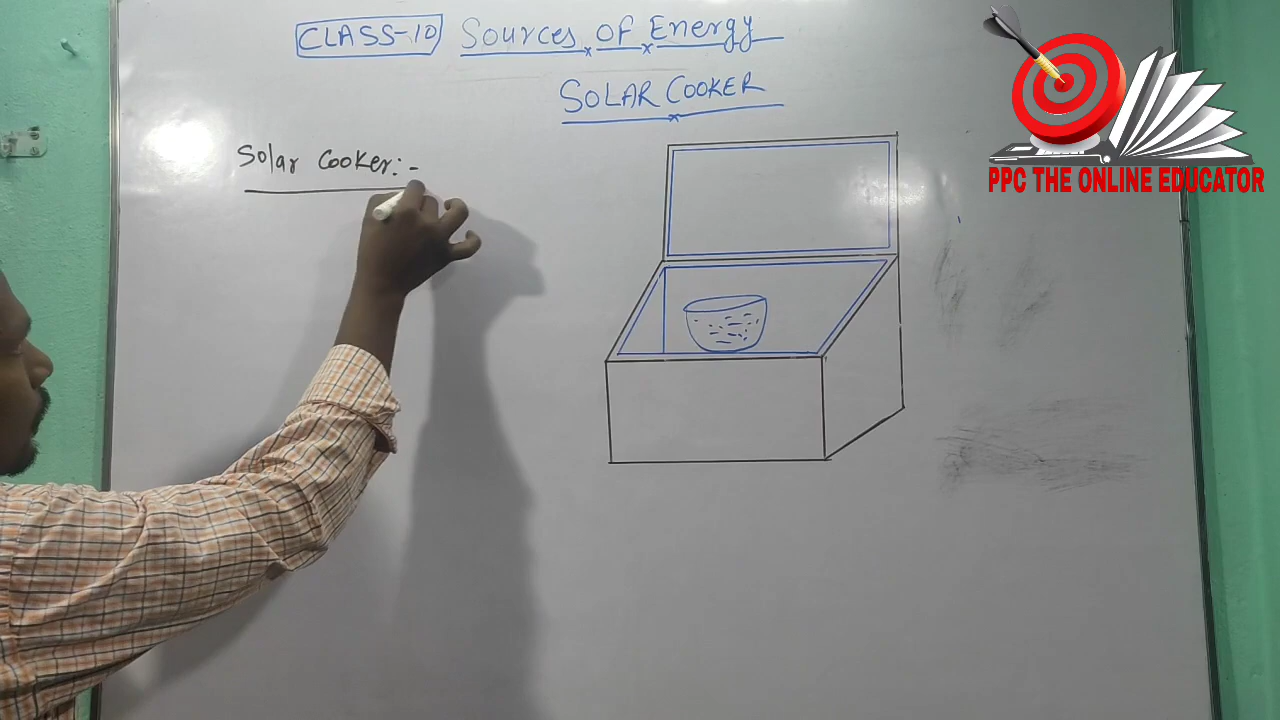 CLASS-10 Sources of Energy
SOLAR COOKER
Solar Cooker:-
PPC THE ONLINE EDUCATOR